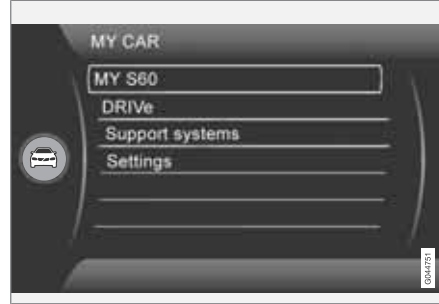 MY CAR
MY S60
DRIVe
Support systems
Settings
G044751